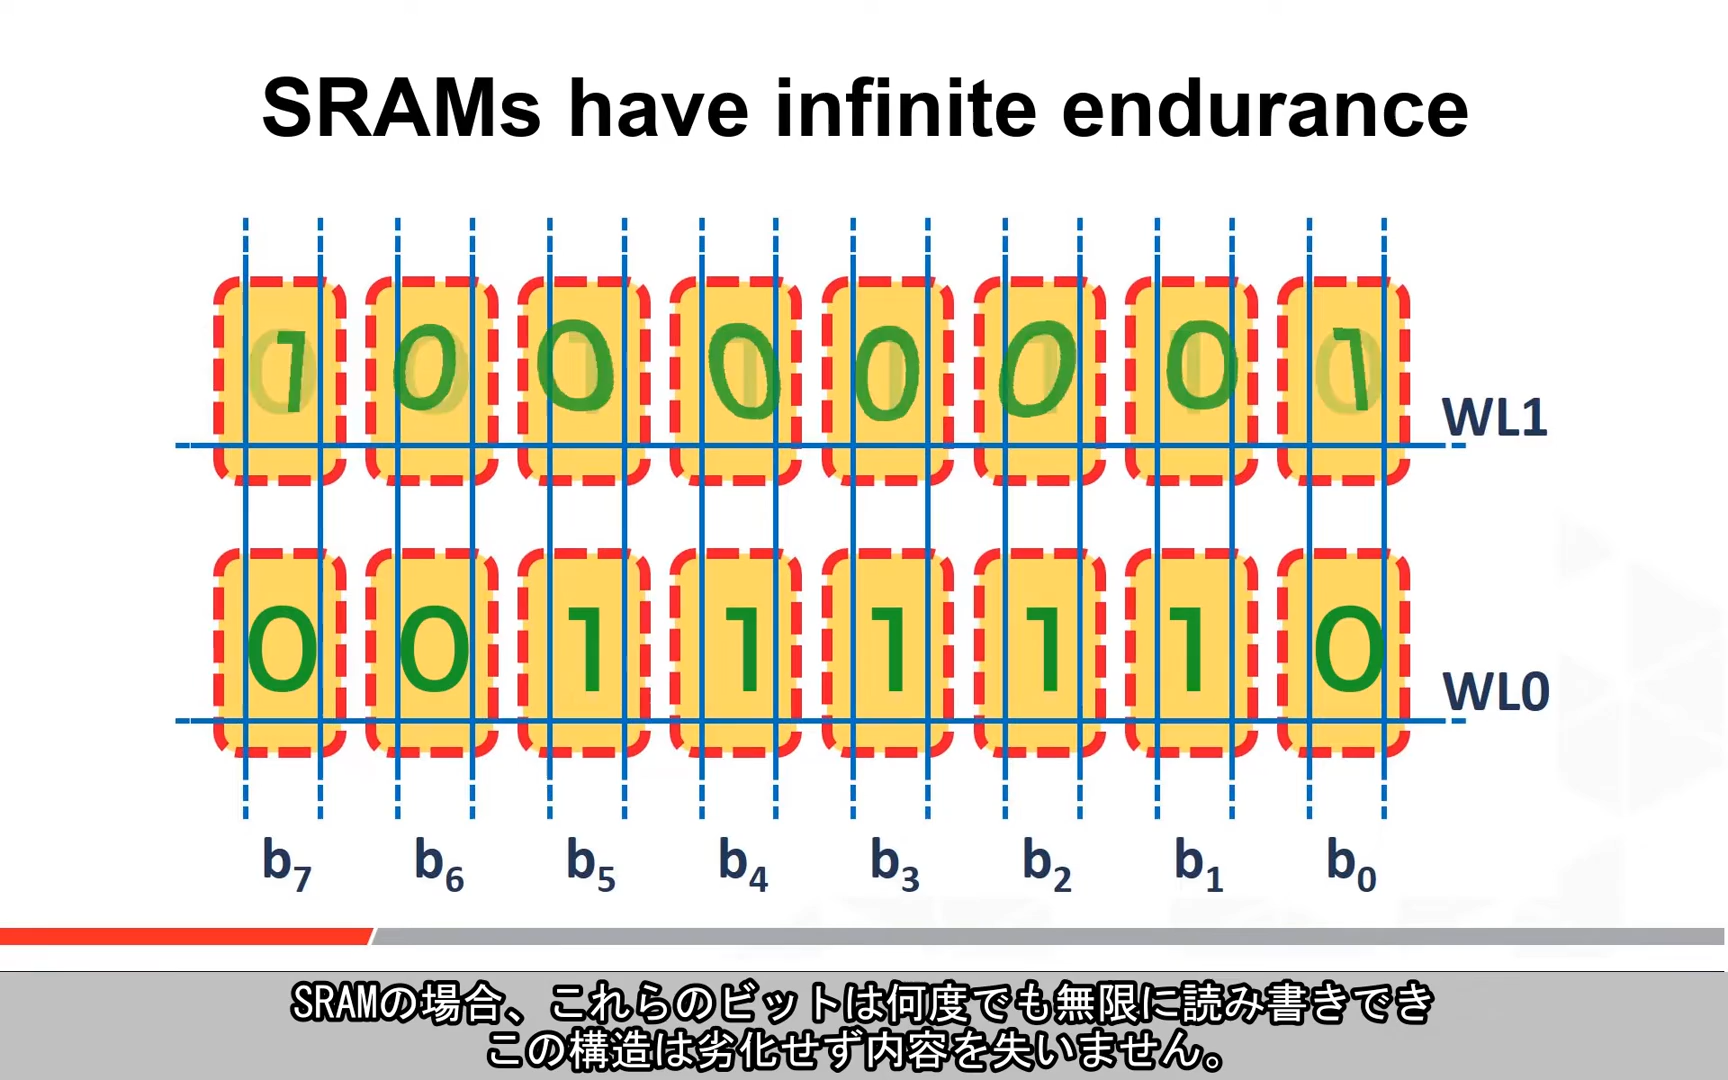 SRAMs have infinite endurance
1 0 0 0 0 0 0 1
WL1
0 0 1 1 1 1 1 0
WL0
b7 b6 b5 b4 b3 b2 b1 b0
SRAMの場合、これらのビットは何度でも無限に読み書きでき
この構造は劣化せず内容を失いません。